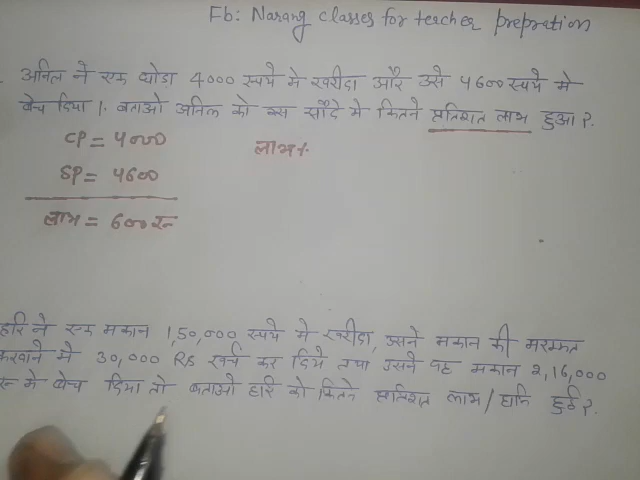 Fb: Narang classes for teacher prepration
अनिल ने एक घोडा 4000 रूपये मे खरीदा और उसे 4600 रूपये मे
बेच दिया।. बताओ अनिल को इस सौदे मे कितने प्रतिशत लाभ हुआ?.
CP = 4000
लाभ%
SP = 4600
लाभ = 600 रू
हरि ने एक मकान 1,50,000 रूपये मे खरीदा, उसने मकान की मरम्मत
करवाने मे 30,000 Rs खर्च कर दिये तथा उसने यह मकान 2,16,000
रू मे बेच दिया तो बताओ हरि को कितने प्रतिशत लाभ/हानि हुई?.